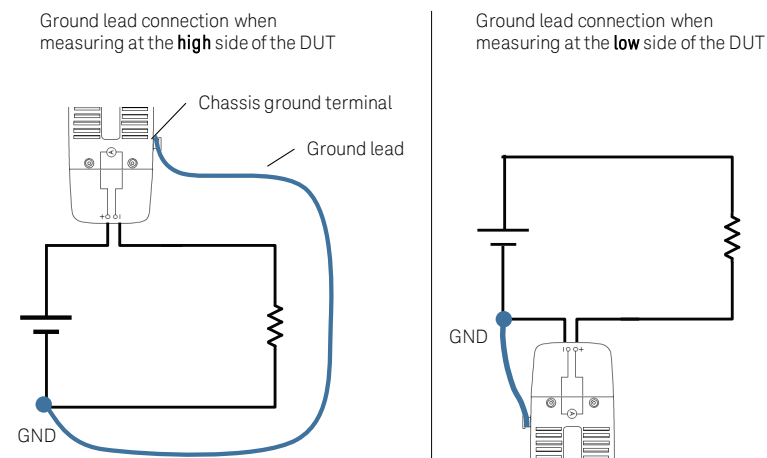 Ground lead connection when
measuring at the high side of the DUT
Chassis ground terminal
Ground lead
A
+
GND
Ground lead connection when
measuring at the low side of the DUT
GND
+
A